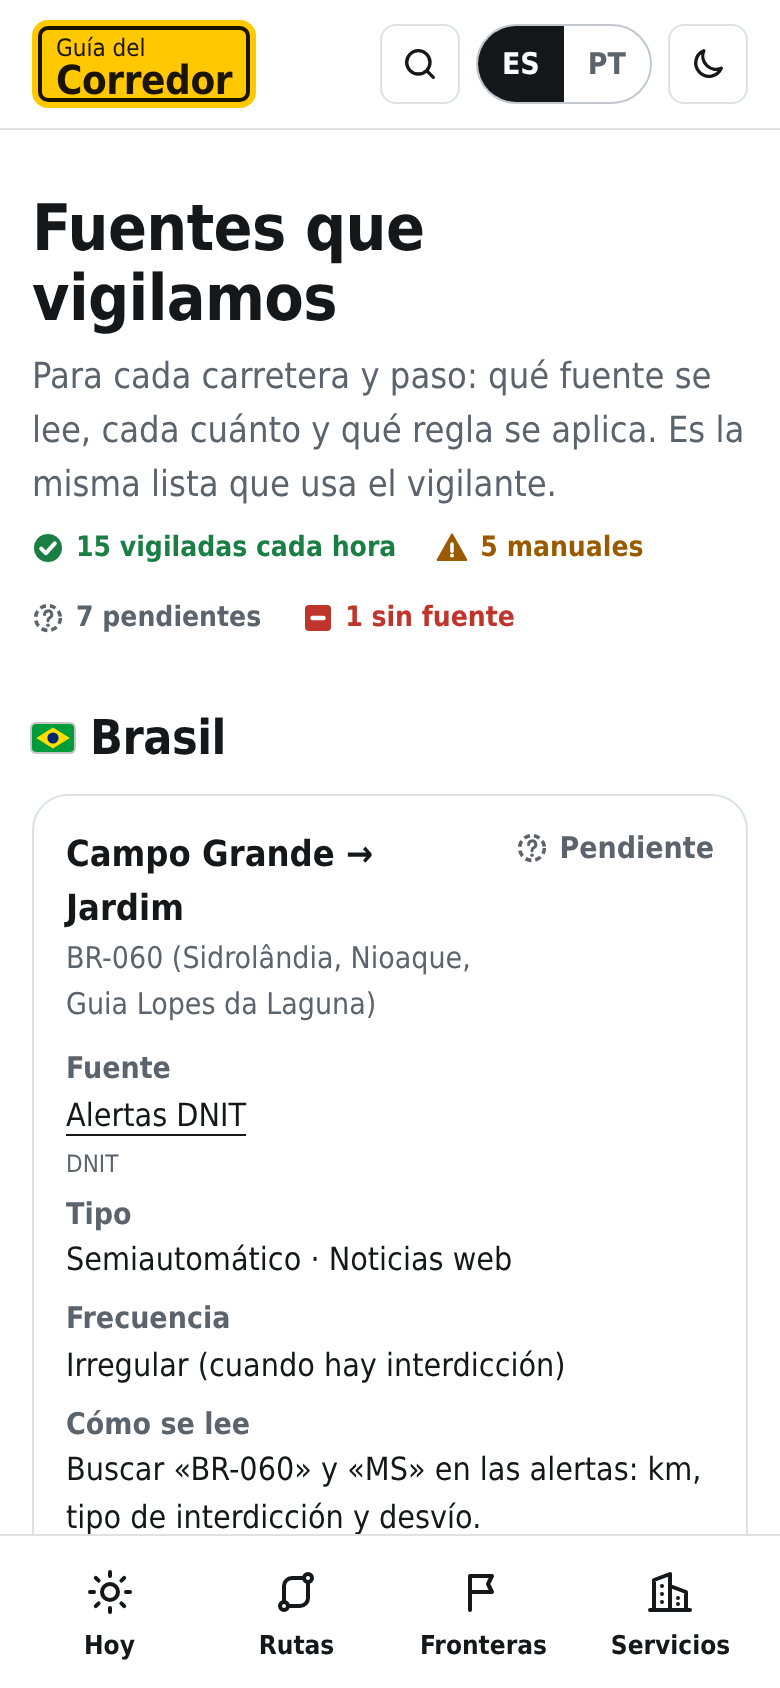 Guía del
Corredor
ES
PT
Fuentes que
vigilamos
Para cada carretera y paso: qué fuente se
lee, cada cuánto y qué regla se aplica. Es la
misma lista que usa el vigilante.
15 vigiladas cada hora
5 manuales
7 pendientes
1 sin fuente
Brasil
Campo Grande →
Jardim
Pendiente
BR-060 (Sidrolândia, Nioaque,
Guia Lopes da Laguna)
Fuente
Alertas DNIT
DNIT
Tipo
Semiautomático · Noticias web
Frecuencia
Irregular (cuando hay interdicción)
Cómo se lee
Buscar «BR-060» y «MS» en las alertas: km,
tipo de interdicción y desvío.
Hoy
Rutas
Fronteras
Servicios